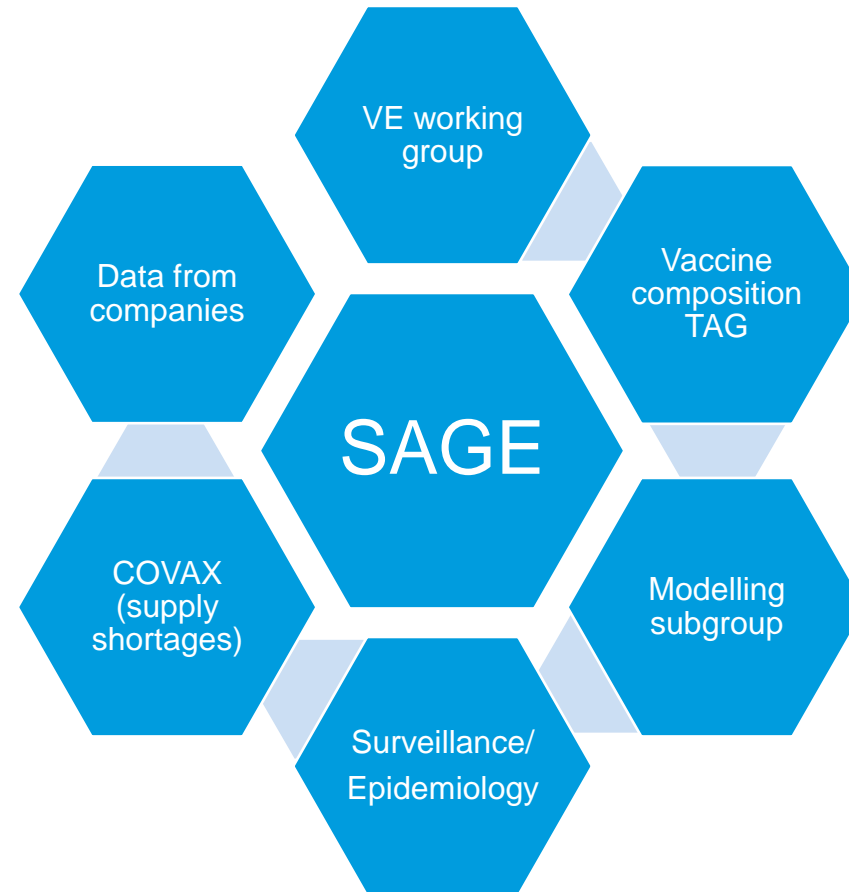 VE working
group
Vaccine
composition
TAG
Data from
companies
SAGE
COVAX
(supply
shortages)
Modelling
subgroup
Surveillance/
Epidemiology